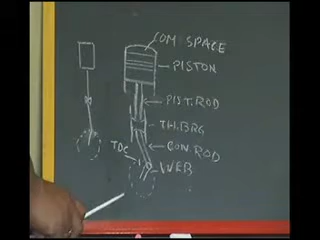 COM. SPACE
PISTON
PIST. ROD
TH. BRG
CON. ROD
TDC
WEB